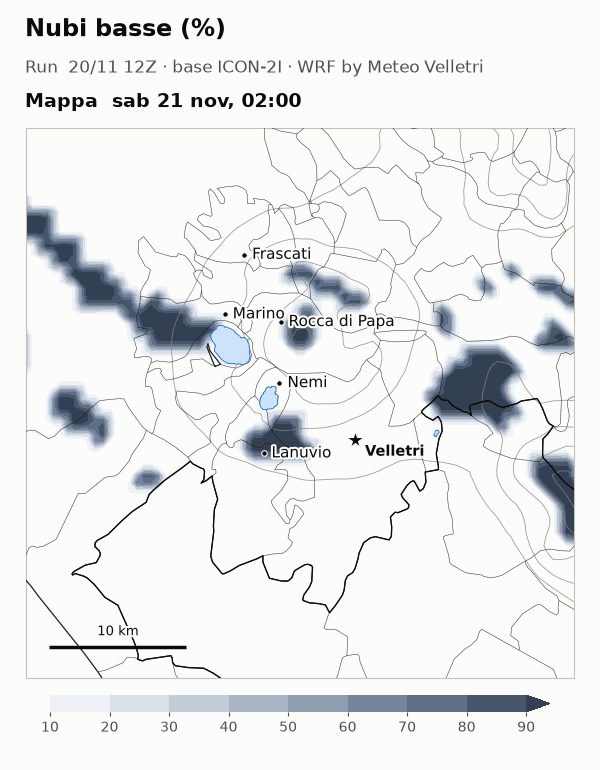 Nubi basse (%)
Run  20/11 12Z · base ICON-2I · WRF by Meteo Velletri
Mappa  sab 21 nov, 02:00
Frascati
Marino
Rocca di Papa
Nemi
Lanuvio
Velletri
10 km
10 20 30 40 50 60 70 80 90